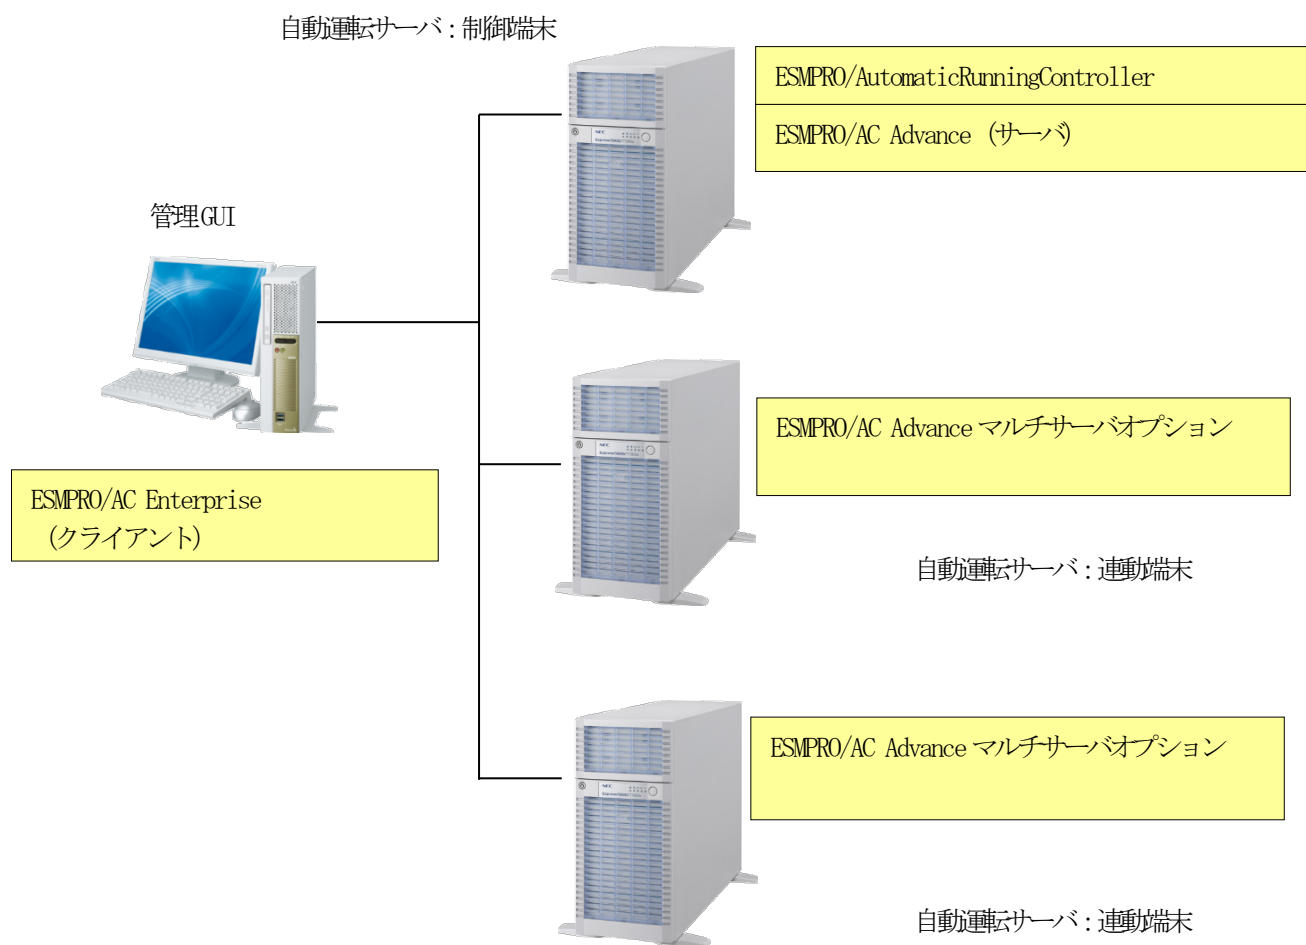 自動運転サーバ：制御端末
ESMPRO/AutomaticRunningController
ESMPRO/AC Advance (サーバ)
管理GUI
ESMPRO/AC Enterprise
(クライアント)
ESMPRO/AC Advance マルチサーバオプション
自動運転サーバ：連動端末
ESMPRO/AC Advance マルチサーバオプション
自動運転サーバ：連動端末
NEC
NEC
NEC